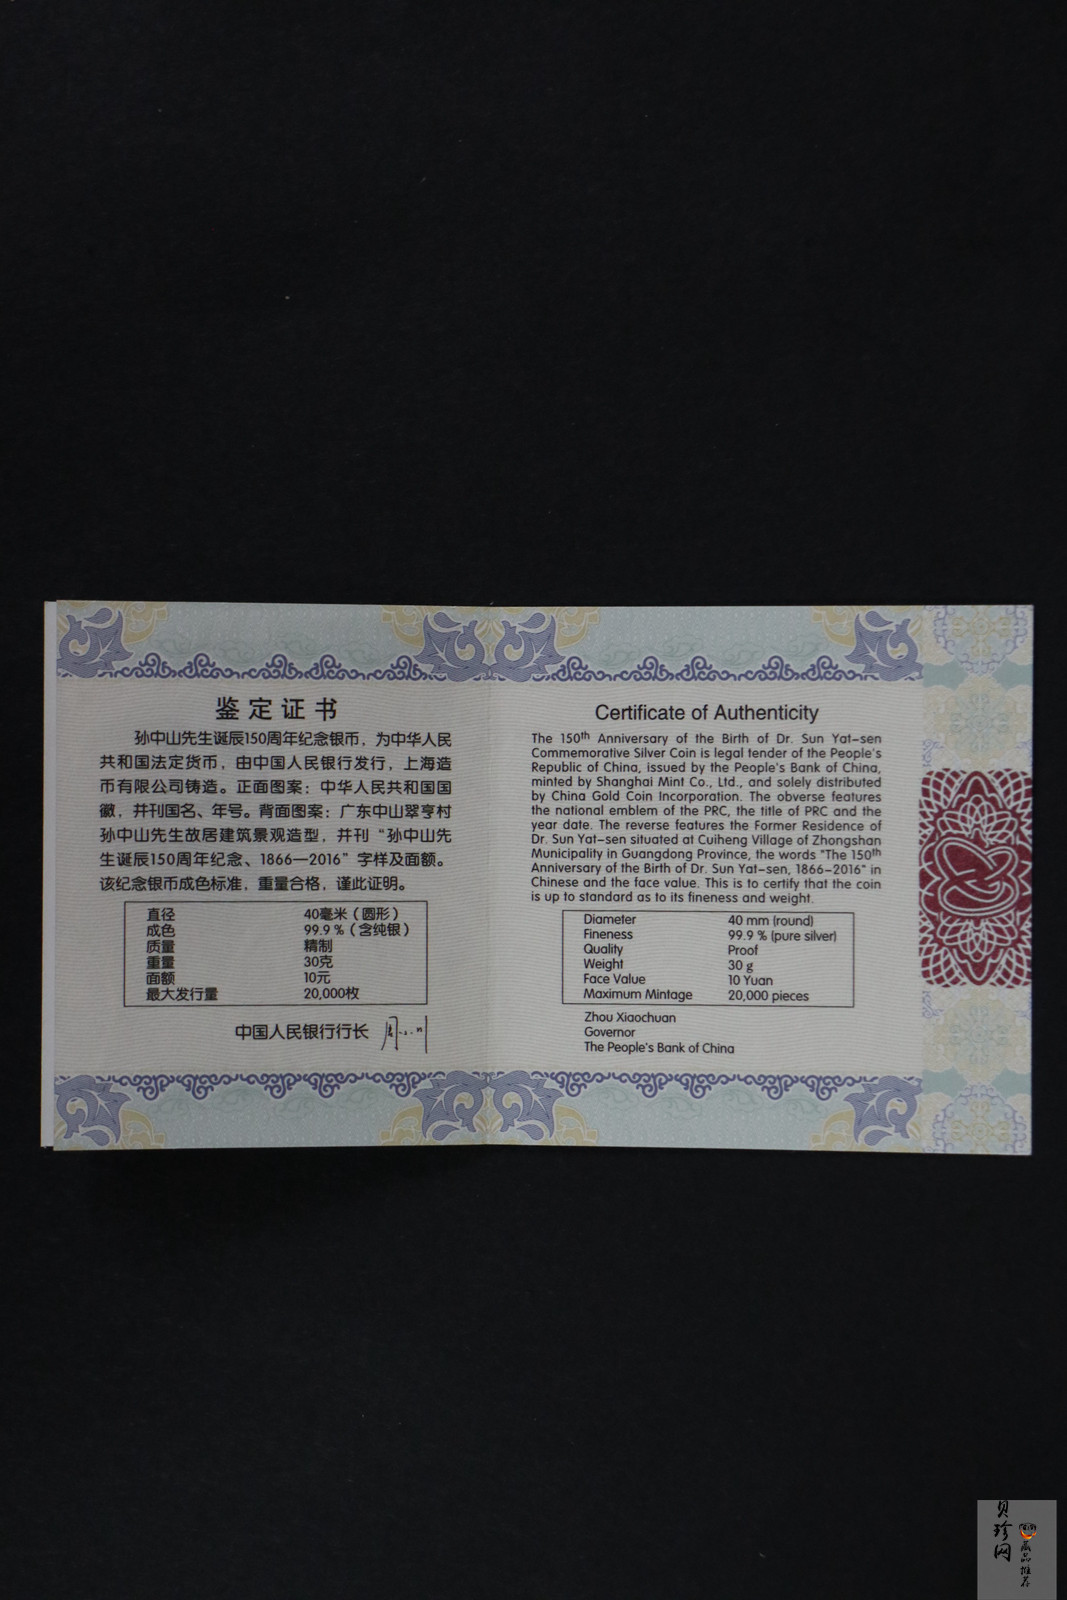 鉴定证书
孙中山先生诞辰150周年纪念银币，为中华人民
共和国法定货币，由中国人民银行发行，上海造
币有限公司铸造。正面图案：中华人民共和国国
徽，并刊国名、年号。背面图案：广东中山翠亨村
孙中山先生故居建筑景观造型，并刊“孙中山先
生诞辰150周年纪念、1866—2016”字样及面额。
该纪念银币成色标准，重量合格，谨此证明。
直径 40毫米（圆形）
成色 99.9％（含纯银）
质量 精制
重量 30克
面额 10元
最大发行量 20,000枚
中国人民银行行长
Certificate of Authenticity
The 150th Anniversary of the Birth of Dr. Sun Yat-sen
Commemorative Silver Coin is legal tender of the People's
Republic of China, issued by the People's Bank of China,
minted by Shanghai Mint Co., Ltd., and solely distributed
by China Gold Coin Incorporation. The obverse features
the national emblem of the PRC, the title of PRC and the
year date. The reverse features the Former Residence of
Dr. Sun Yat-sen situated at Cuiheng Village of Zhongshan
Municipality in Guangdong Province, the words "The 150th
Anniversary of the Birth of Dr. Sun Yat-sen, 1866-2016" in
Chinese and the face value. This is to certify that the coin
is up to standard as to its fineness and weight.
Diameter 40 mm (round)
Fineness 99.9 % (pure silver)
Quality Proof
Weight 30 g
Face Value 10 Yuan
Maximum Mintage 20,000 pieces
Zhou Xiaochuan
Governor
The People's Bank of China
贝珍网
藏品推荐